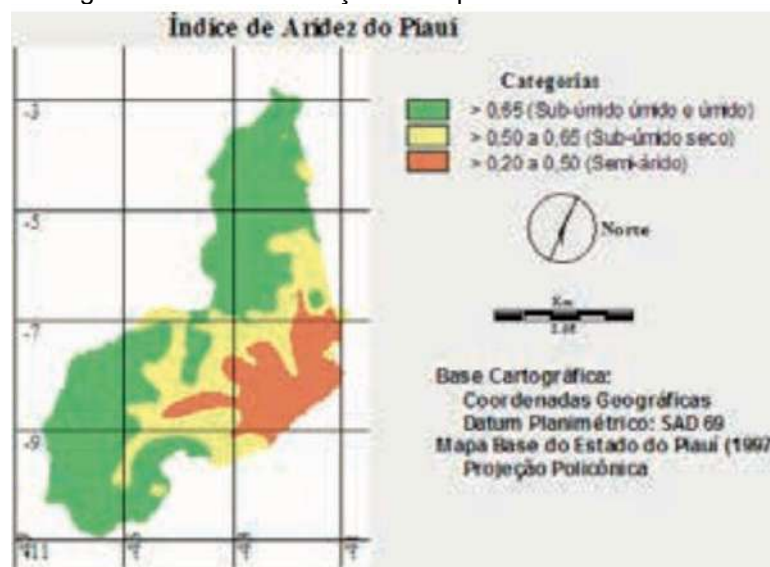 Índice de Aridez do Piauí
Categorias
> 0,65 (Sub-úmido úmido e úmido)
> 0,50 a 0,65 (Sub-úmido seco)
> 0,20 a 0,50 (Semi-árido)
Norte
Km
Base Cartográfica:
Coordenadas Geográficas
Datum Planimétrico: SAD 69
Mapa Base do Estado do Piauí (1997
Projeção Policônica
-3
-5
-7
-9